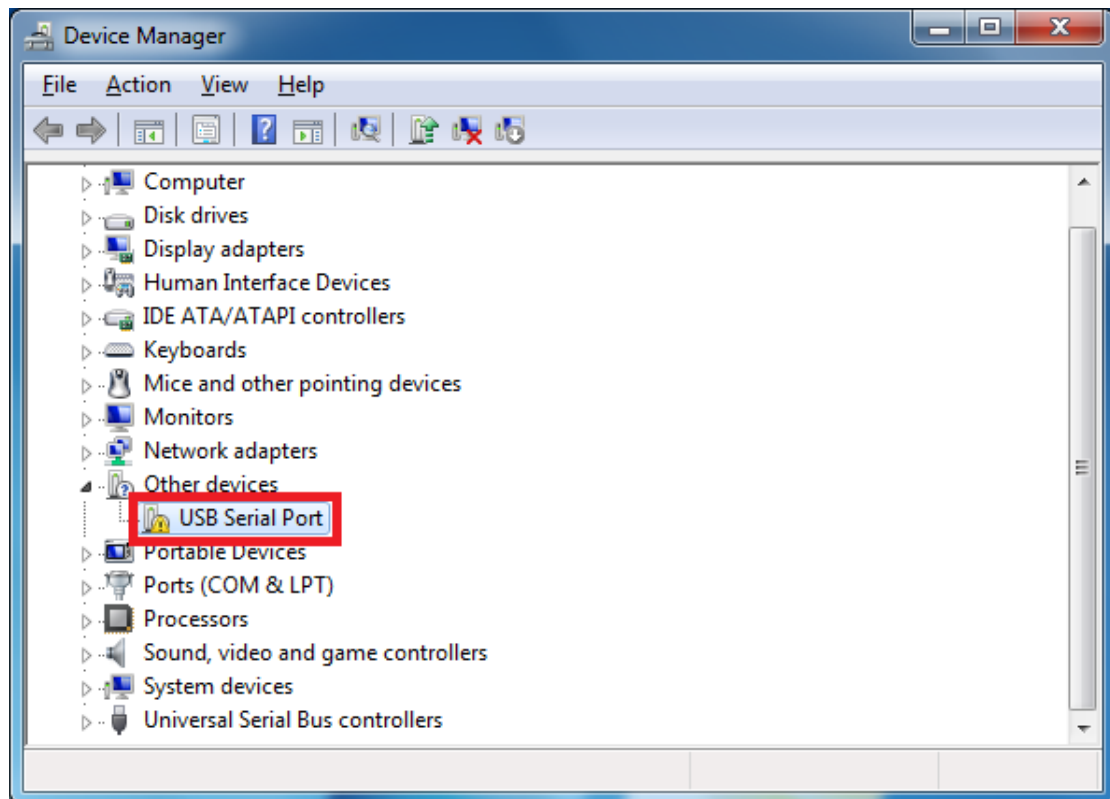 Device Manager
File Action View Help
Computer
Disk drives
Display adapters
Human Interface Devices
IDE ATA/ATAPI controllers
Keyboards
Mice and other pointing devices
Monitors
Network adapters
Other devices
USB Serial Port
Portable Devices
Ports (COM & LPT)
Processors
Sound, video and game controllers
System devices
Universal Serial Bus controllers